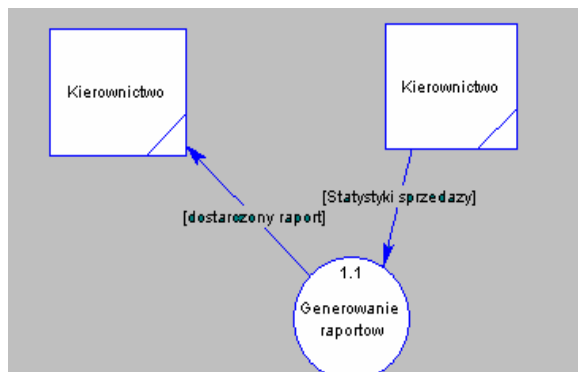 Kierownictwo
Kierownictwo
[Statystyki sprzedazy]
[dostarczony raport]
1.1
Generowanie
raportow